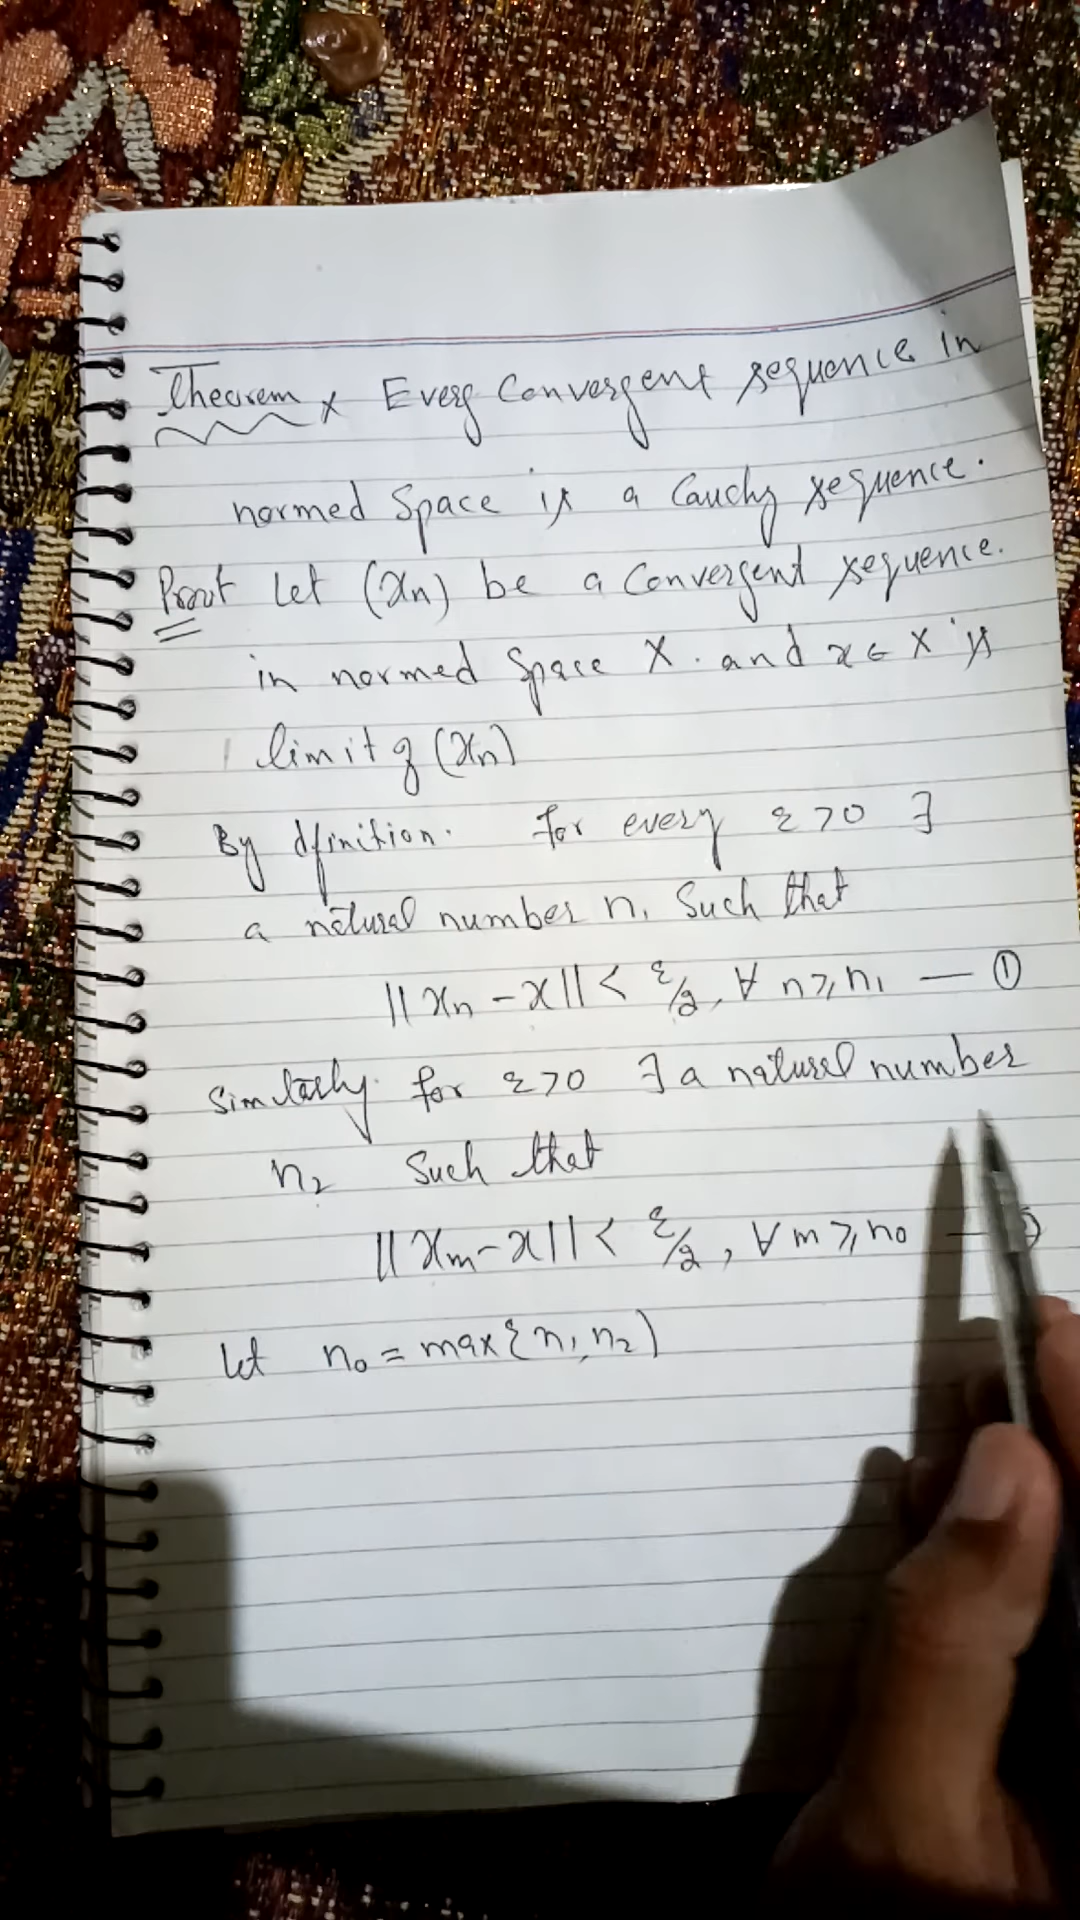 Theorem x Every Convergent sequence in
normed Space is a Cauchy sequence.
Proof Let (xn) be a Convergent sequence.
in normed Space X. and x ∈ X is
limit of (xn)
By dfinition. for every ε>0 ∃
a natural number n1 Such that
||xn-x|| < ε/2, ∀ n≥n1 — ①
Similarly for ε>0 ∃ a natural number
n2 Such that
||xm-x|| < ε/2, ∀ m≥n0 —
Let n0 = max{n1, n2}